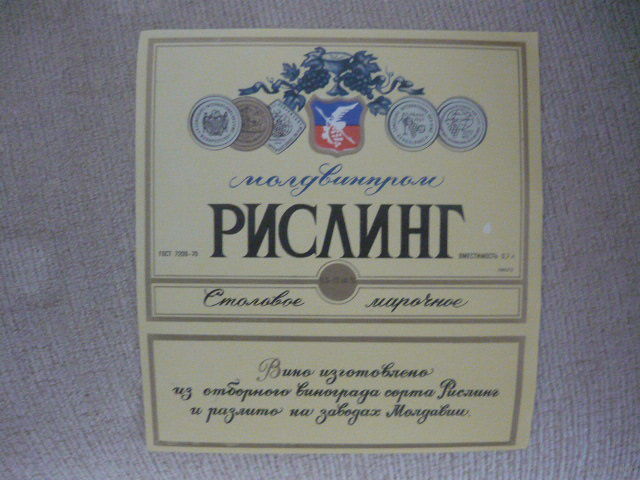 молдвинпром
РИСЛИНГ
ГОСТ 7208-70
ВМЕСТИМОСТЬ 0,7 л
Столовое марочное
Вино изготовлено
из отборного винограда сорта Рислинг
и разлито на заводах Молдавии.